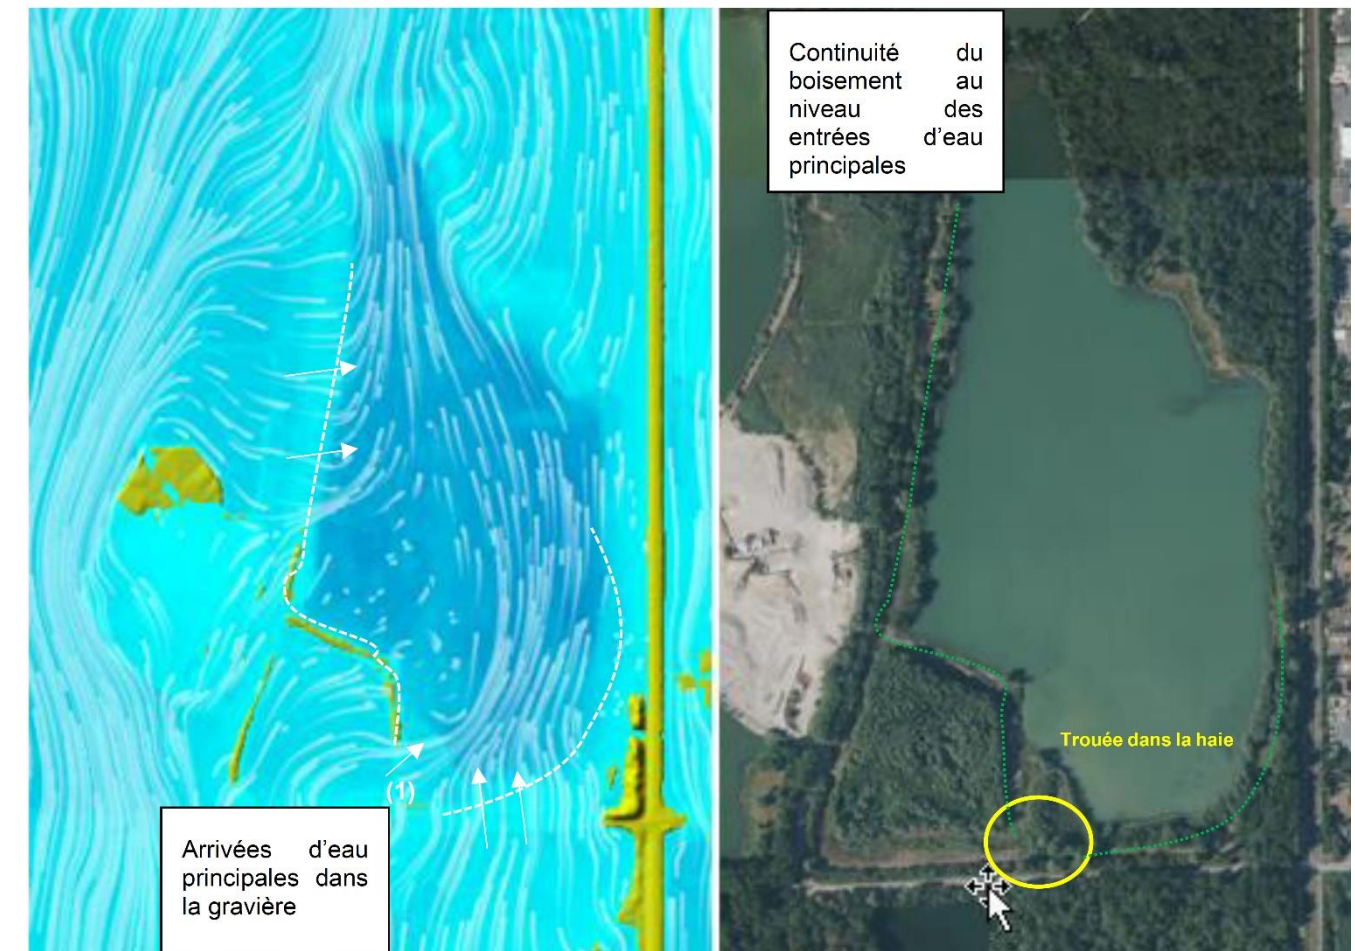 Continuité du
boisement au
niveau des
entrées d'eau
principales
Trouée dans la haie
(1)
Arrivées d'eau
principales dans
la gravière